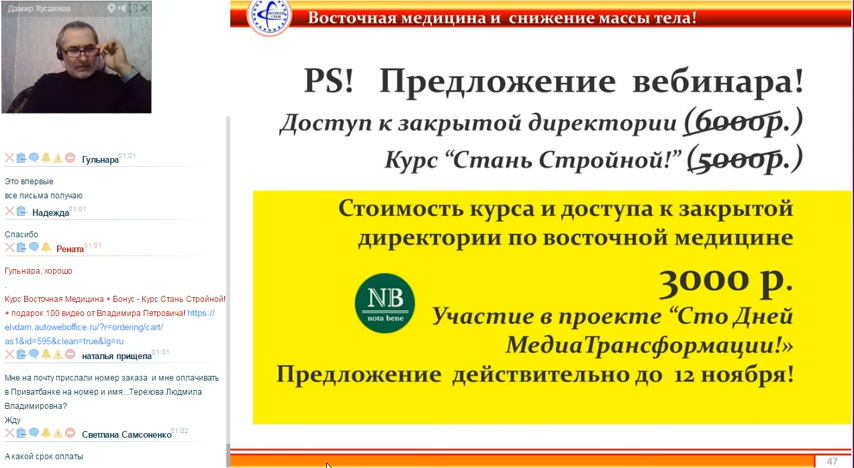 Дамир Хусаинов
Гульнара 01:01
Это впервые
все письма получаю
Надежда 01:01
Спасибо
Рената 01:01
Гульнара, хорошо
.
Курс Восточная Медицина + Бонус - Курс Стань Стройной!
+ подарок 100 видео от Владимира Петровича! https://
elvdam.autoweboffice.ru/?r=ordering/cart/
as1&id=595&clean=true&lg=ru
наталья прищепа 01:01
Мне на почту прислали номер заказа и мне оплачивать
в Приватбанке на номер и имя...Терехова Людмила
Владимировна?
Жду
Светлана Самсоненко 01:02
А какой срок оплаты
Восточная медицина и снижение массы тела!
PS! Предложение вебинара!
Доступ к закрытой директории (6000р.)
Курс “Стань Стройной!” (5000р.)
Стоимость курса и доступа к закрытой
директории по восточной медицине
3000 р.
NB
nota bene
Участие в проекте “Сто Дней
МедиаТрансформации!»
Предложение действительно до 12 ноября!
47